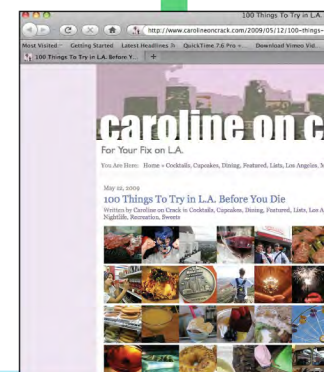 100 Things To Try in L.A.
http://www.carolineoncrack.com/2009/05/12/100-things-
Most Visited Getting Started Latest Headlines QuickTime 7.6 Pro Download Vimeo Vid...
100 Things To Try in L.A. Before Y... +
caroline on c
For Your Fix on L.A.
You Are Here: Home » Cocktails, Cupcakes, Dining, Featured, Lists, Los Angeles, M
May 12, 2009
100 Things To Try in L.A. Before You Die
Written by Caroline on Crack in Cocktails, Cupcakes, Dining, Featured, Lists, Los A
Nightlife, Recreation, Sweets